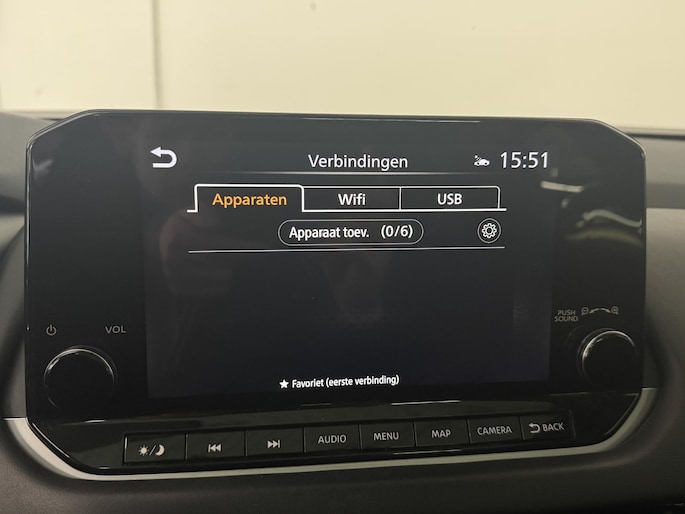 Verbindingen 15:51
Apparaten Wifi USB
Apparaat toev. (0/6)
★ Favoriet (eerste verbinding)
VOL
PUSH
SOUND
AUDIO MENU MAP CAMERA BACK